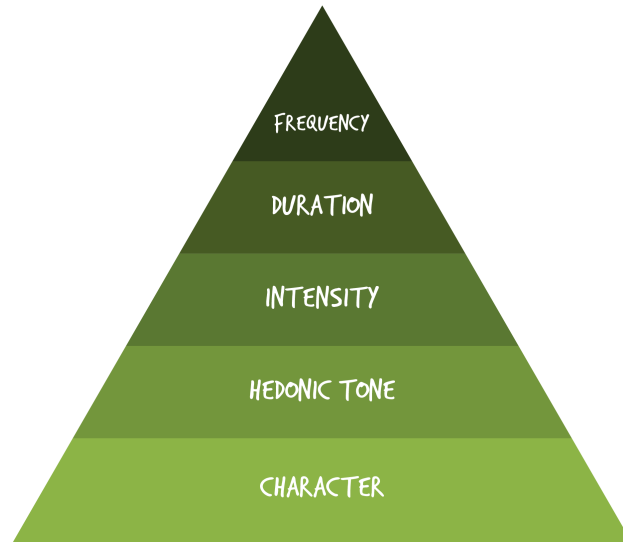 FREQUENCY
DURATION
INTENSITY
HEDONIC TONE
CHARACTER